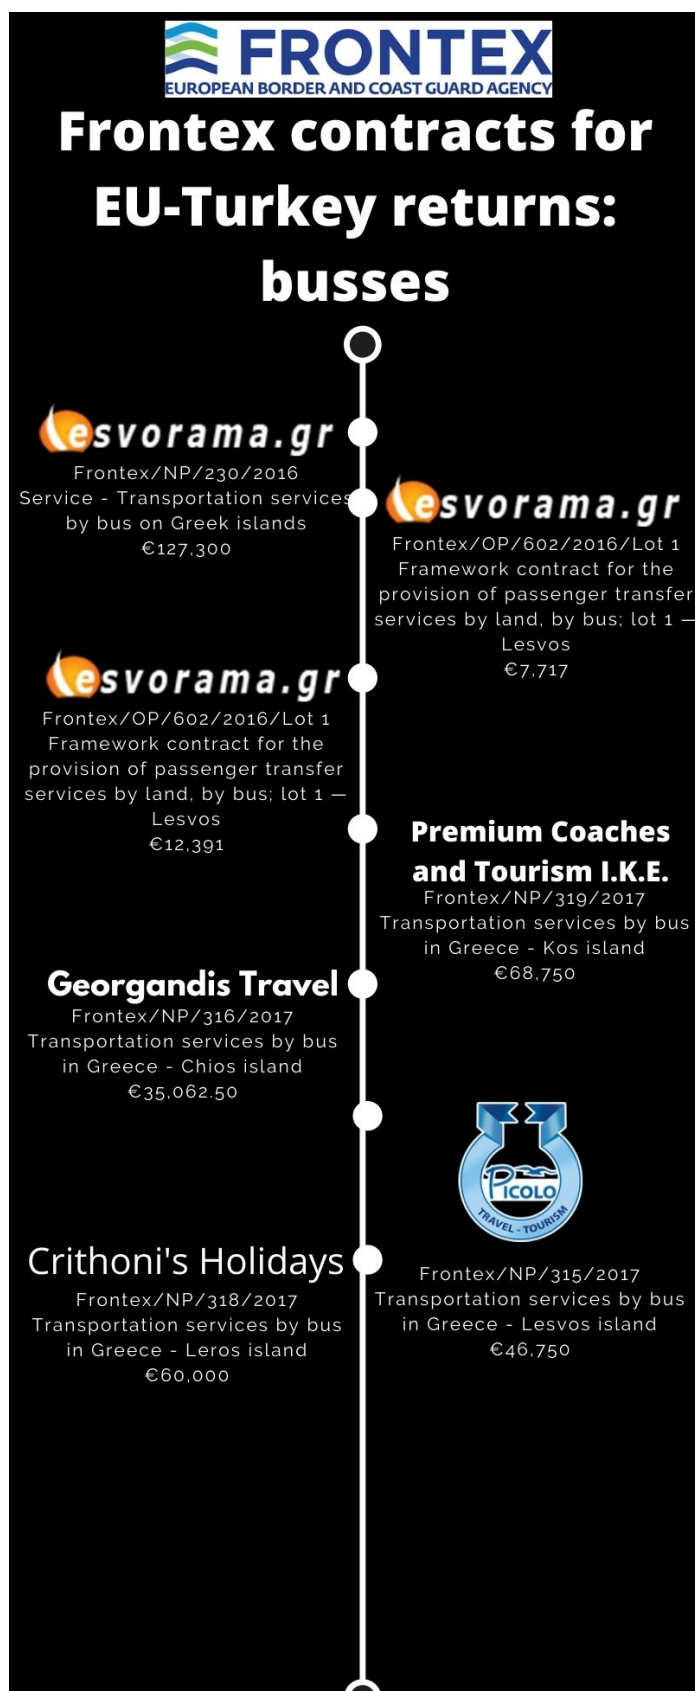 FRONTEX
EUROPEAN BORDER AND COAST GUARD AGENCY
Frontex contracts for
EU-Turkey returns:
busses
Lesvorama.gr
Frontex/NP/230/2016
Service - Transportation services
by bus on Greek islands
€127,300
Lesvorama.gr
Frontex/OP/602/2016/Lot 1
Framework contract for the
provision of passenger transfer
services by land, by bus; lot 1 —
Lesvos
€7,717
Lesvorama.gr
Frontex/OP/602/2016/Lot 1
Framework contract for the
provision of passenger transfer
services by land, by bus; lot 1 —
Lesvos
€12,391
Premium Coaches
and Tourism I.K.E.
Frontex/NP/319/2017
Transportation services by bus
in Greece - Kos island
€68,750
Georgandis Travel
Frontex/NP/316/2017
Transportation services by bus
in Greece - Chios island
€35,062.50
PICOLO
TRAVEL - TOURISM
Frontex/NP/315/2017
Transportation services by bus
in Greece - Lesvos island
€46,750
Crithoni's Holidays
Frontex/NP/318/2017
Transportation services by bus
in Greece - Leros island
€60,000